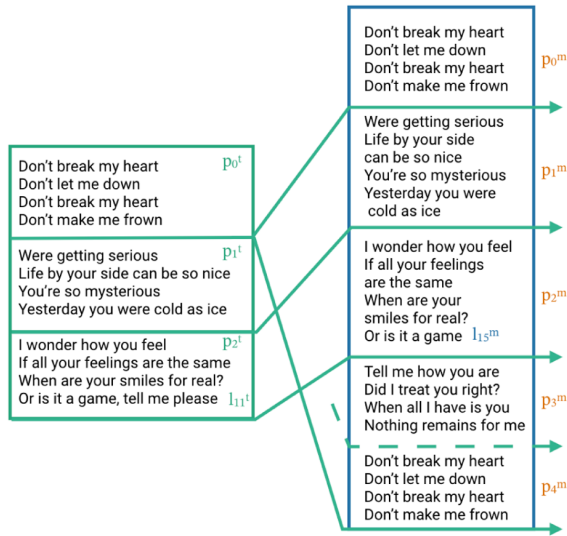 Don't break my heart p₀ᵗ
Don't let me down
Don't break my heart
Don't make me frown
Were getting serious p₁ᵗ
Life by your side can be so nice
You're so mysterious
Yesterday you were cold as ice
I wonder how you feel p₂ᵗ
If all your feelings are the same
When are your smiles for real?
Or is it a game, tell me please l₁₁ᵗ
Don't break my heart
Don't let me down
Don't break my heart
Don't make me frown
p₀ᵐ
Were getting serious
Life by your side
can be so nice
You're so mysterious
Yesterday you were
cold as ice
p₁ᵐ
I wonder how you feel
If all your feelings
are the same
When are your
smiles for real?
Or is it a game l₁₅ᵐ
p₂ᵐ
Tell me how you are
Did I treat you right?
When all I have is you
Nothing remains for me
p₃ᵐ
Don't break my heart
Don't let me down
Don't break my heart
Don't make me frown
p₄ᵐ